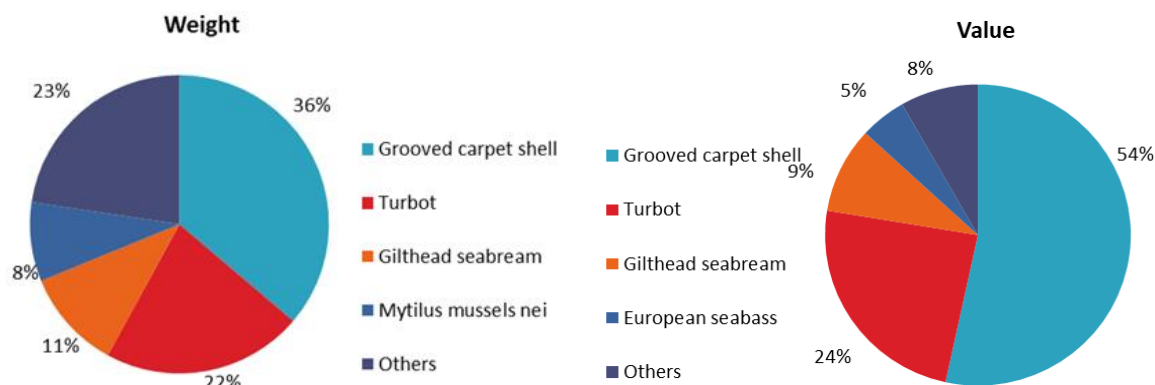 Weight
23%
36%
8%
11%
22%
Grooved carpet shell
Turbot
Gilthead seabream
Mytilus mussels nei
Others
Value
8%
5%
9%
54%
24%
Grooved carpet shell
Turbot
Gilthead seabream
European seabass
Others